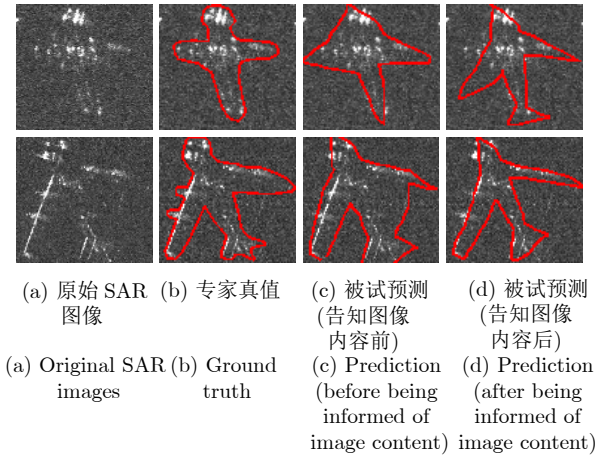 (a) 原始 SAR
图像
(b) 专家真值
(c) 被试预测
(告知图像
内容前)
(d) 被试预测
(告知图像
内容后)
(a) Original SAR
images
(b) Ground
truth
(c) Prediction
(before being
informed of
image content)
(d) Prediction
(after being
informed of
image content)